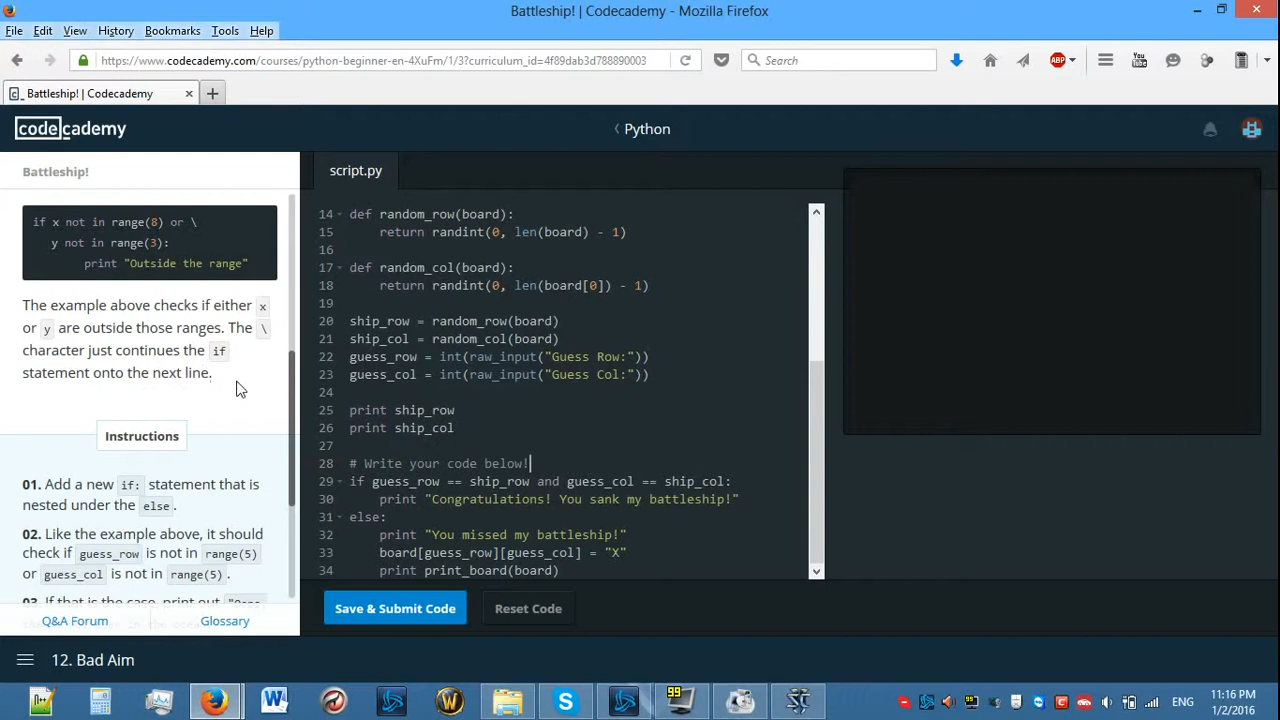 Battleship! | Codecademy - Mozilla Firefox
File Edit View History Bookmarks Tools Help
https://www.codecademy.com/courses/python-beginner-en-4XuFm/1/3?curriculum_id=4f89dab3d788890003
Search
ABP
You Tube
Battleship! | Codecademy
codecademy
Python
Battleship!
script.py
if x not in range(8) or \
y not in range(3):
print "Outside the range"
The example above checks if either x
or y are outside those ranges. The \
character just continues the if
statement onto the next line.
Instructions
01. Add a new if: statement that is
nested under the else.
02. Like the example above, it should
check if guess_row is not in range(5)
or guess_col is not in range(5).
03. If that is the case, print out "Oops
Q&A Forum
Glossary
14 def random_row(board):
15 return randint(0, len(board) - 1)
16
17 def random_col(board):
18 return randint(0, len(board[0]) - 1)
19
20 ship_row = random_row(board)
21 ship_col = random_col(board)
22 guess_row = int(raw_input("Guess Row:"))
23 guess_col = int(raw_input("Guess Col:"))
24
25 print ship_row
26 print ship_col
27
28 # Write your code below!
29 if guess_row == ship_row and guess_col == ship_col:
30 print "Congratulations! You sank my battleship!"
31 else:
32 print "You missed my battleship!"
33 board[guess_row][guess_col] = "X"
34 print print_board(board)
Save & Submit Code
Reset Code
12. Bad Aim
99
ENG
11:16 PM
1/2/2016